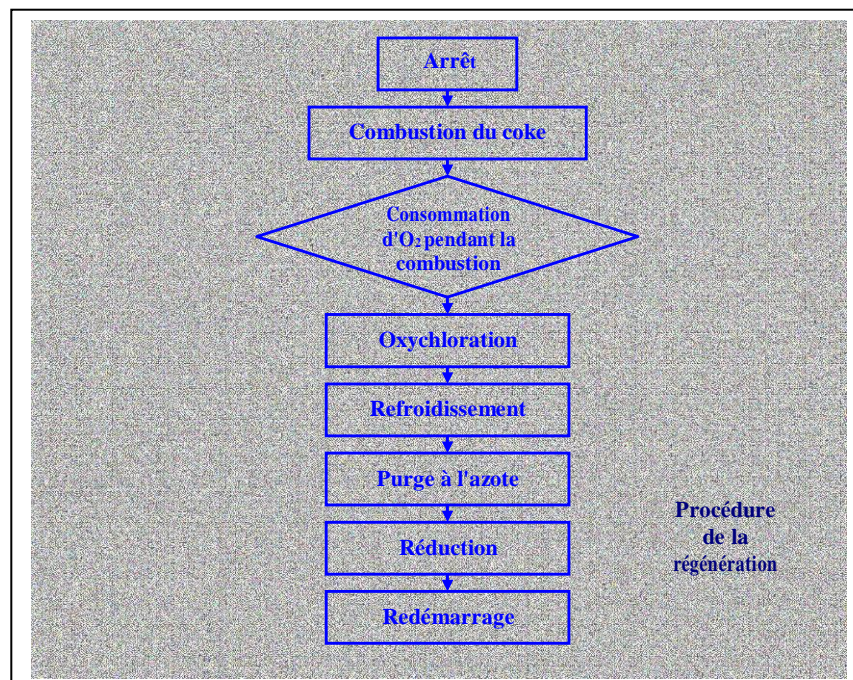 Arrêt
Combustion du coke
Consommation
d'O₂ pendant la
combustion
Oxychloration
Refroidissement
Purge à l'azote
Réduction
Redémarrage
Procédure
de la
régénération